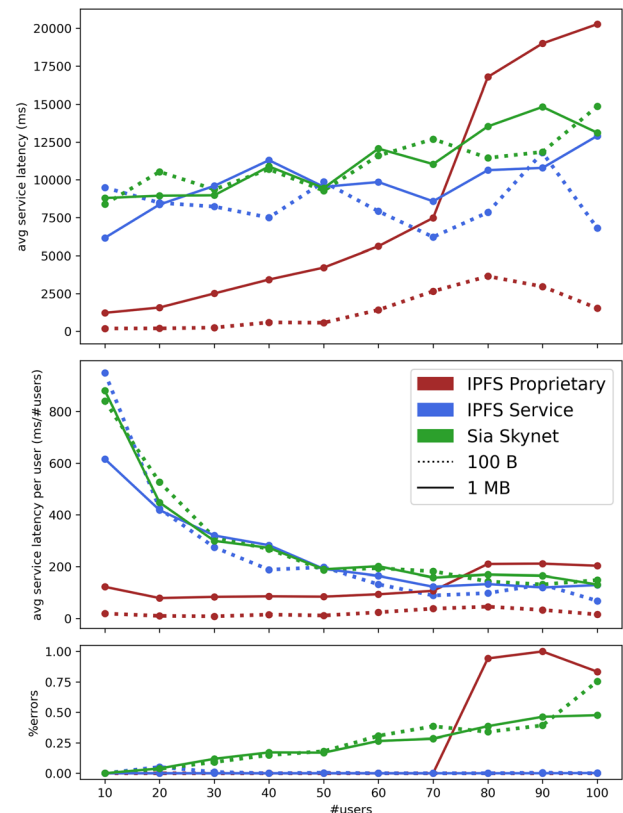 avg service latency (ms)
20000
17500
15000
12500
10000
7500
5000
2500
0
avg service latency per user (ms/#users)
800
600
400
200
0
IPFS Proprietary
IPFS Service
Sia Skynet
100 B
1 MB
%errors
1.00
0.75
0.50
0.25
0.00
10 20 30 40 50 60 70 80 90 100
#users